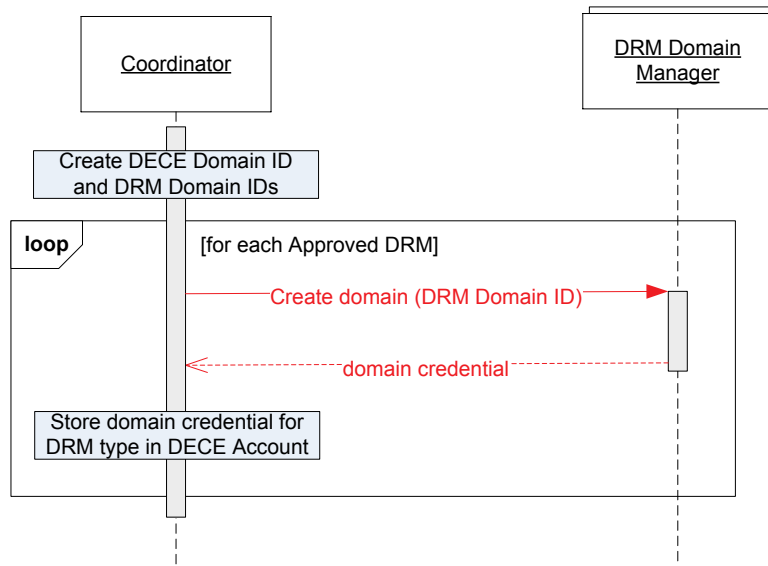 Coordinator
DRM Domain
Manager
Create DECE Domain ID
and DRM Domain IDs
loop
[for each Approved DRM]
Create domain (DRM Domain ID)
domain credential
Store domain credential for
DRM type in DECE Account